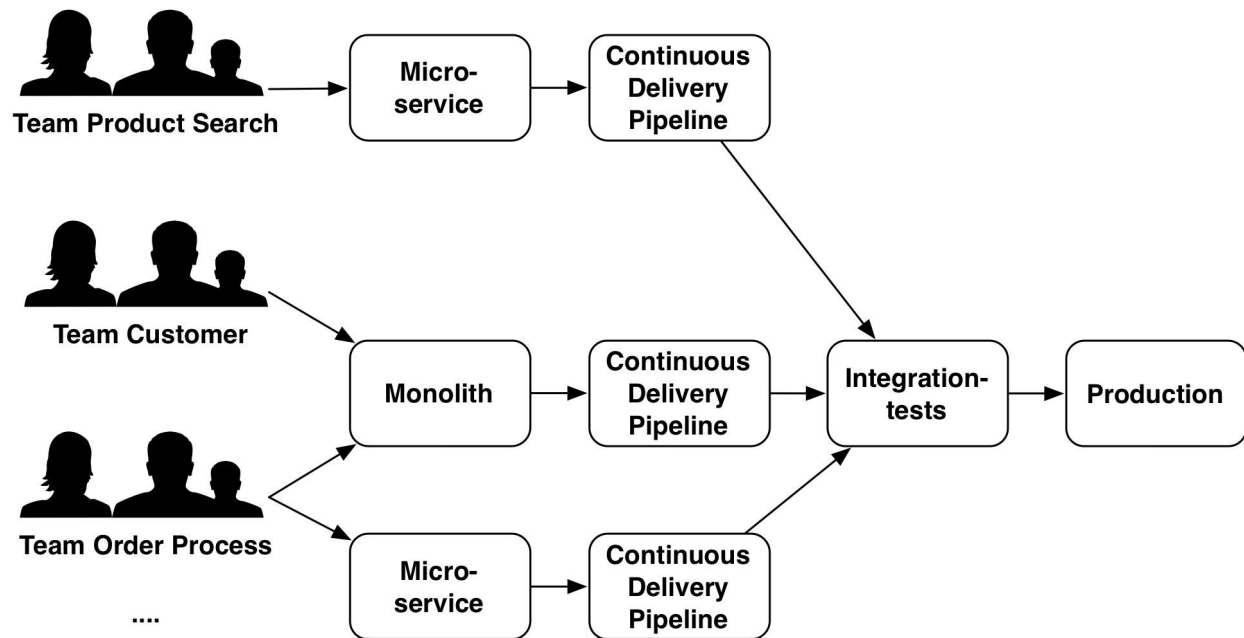 Team Product Search
Micro-
service
Continuous
Delivery
Pipeline
Team Customer
Monolith
Continuous
Delivery
Pipeline
Integration-
tests
Production
Team Order Process
Micro-
service
Continuous
Delivery
Pipeline
....